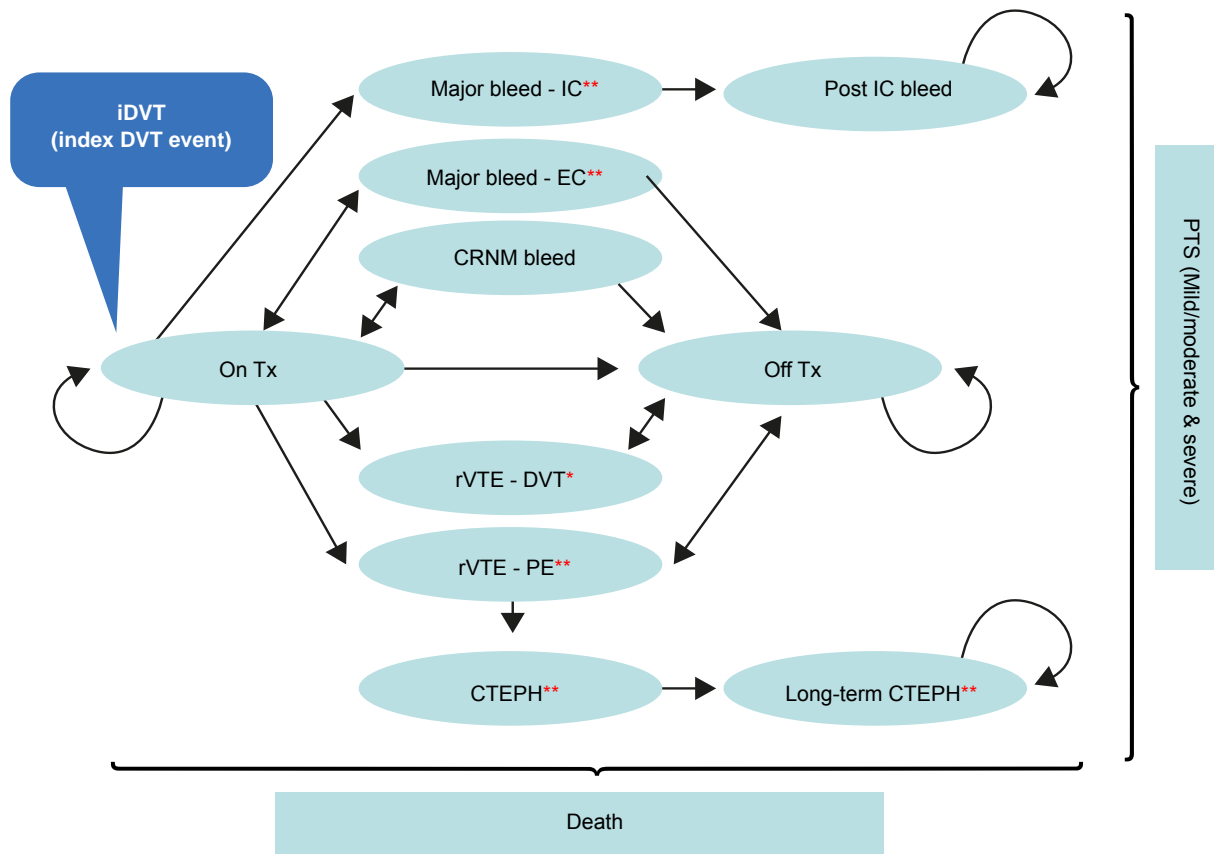 iDVT
(index DVT event)
Major bleed - IC**
Post IC bleed
Major bleed - EC**
CRNM bleed
On Tx
Off Tx
rVTE - DVT*
rVTE - PE**
CTEPH**
Long-term CTEPH**
PTS (Mild/moderate & severe)
Death